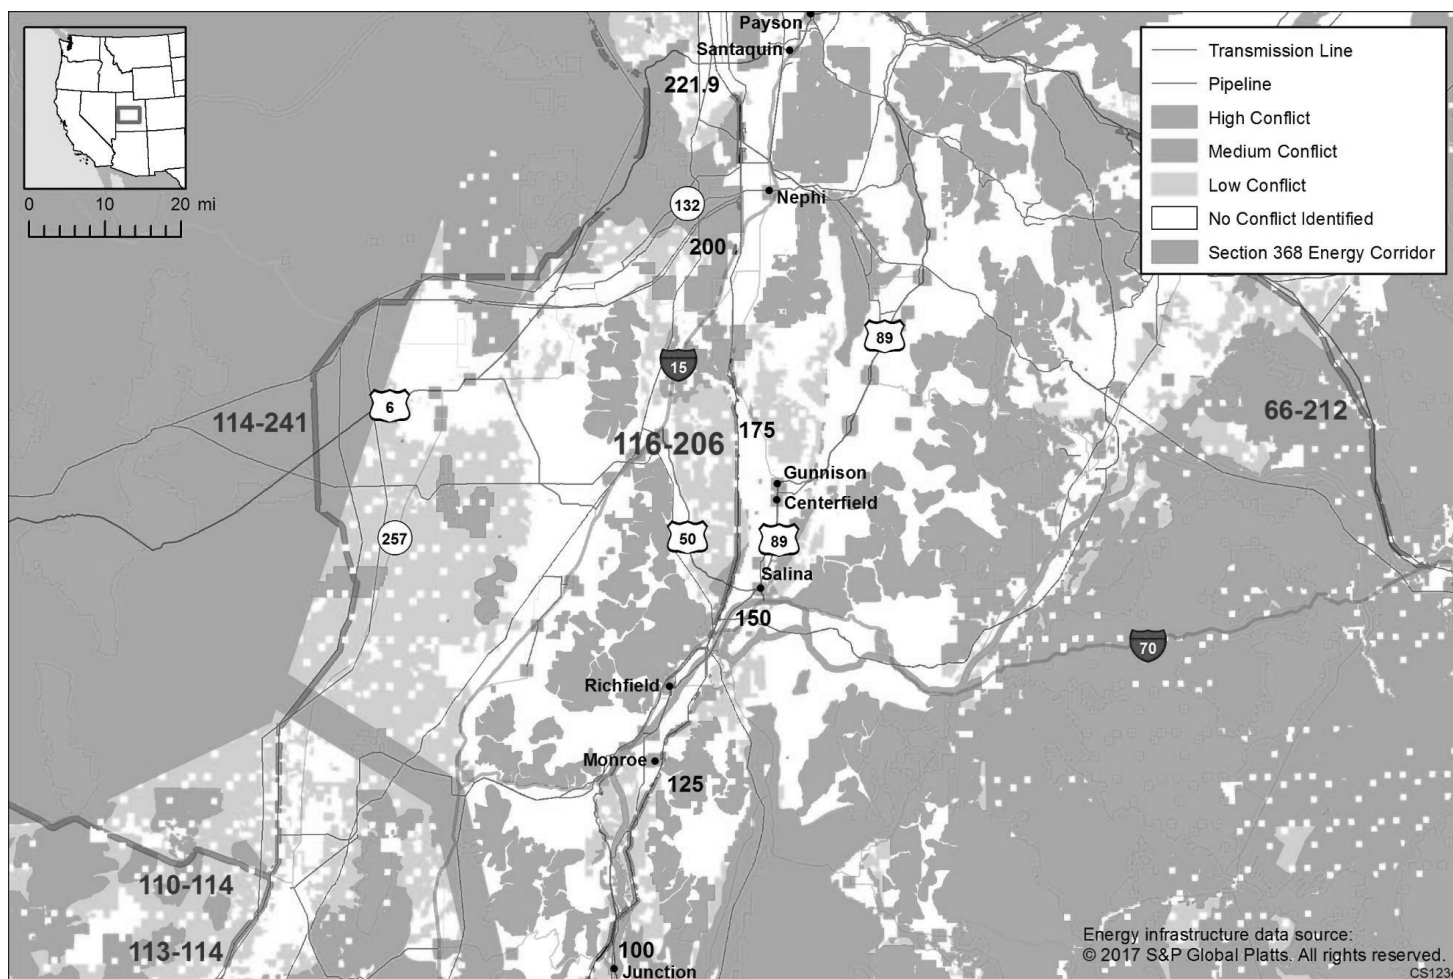 Payson
Santaquin
221.9
Transmission Line
Pipeline
High Conflict
Medium Conflict
Low Conflict
No Conflict Identified
Section 368 Energy Corridor
0 10 20 mi
132
Nephi
200
89
15
6
114-241
116-206
175
66-212
Gunnison
Centerfield
257
50
89
Salina
150
70
Richfield
Monroe
125
110-114
113-114
100
Junction
Energy infrastructure data source:
© 2017 S&P Global Platts. All rights reserved.
CS123